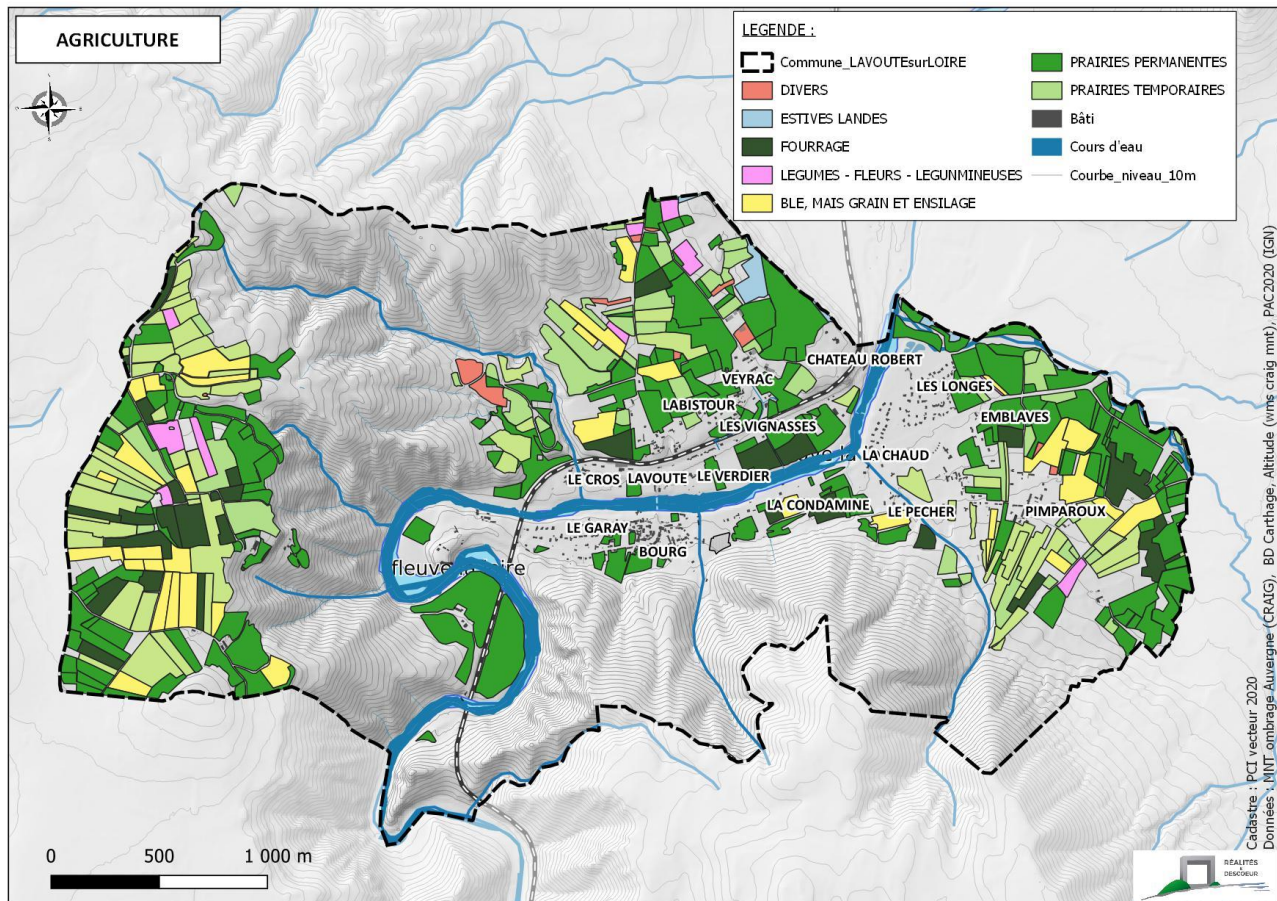 AGRICULTURE
LEGENDE :
Commune_LAVOUTEsurLOIRE
DIVERS
ESTIVES LANDES
FOURRAGE
LEGUMES - FLEURS - LEGUNMINEUSES
BLE, MAIS GRAIN ET ENSILAGE
PRAIRIES PERMANENTES
PRAIRIES TEMPORAIRES
Bâti
Cours d'eau
Courbe_niveau_10m
CHATEAU ROBERT
VEYRAC
LES LONGES
LABISTOUR
EMBLAVES
LES VIGNASSES
LA CHAUD
LE CROS
LAVOUTE
LE VERDIER
LA CONDAMINE
LE PECHER
PIMPAROUX
LE GARAY
BOURG
fleuve
0 500 1 000 m
Cadastre : PCI vecteur 2020
Données : MNT ombrage Auvergne (CRAIG), BD Carthage, Altitude (wms craig mnt), PAC2020 (IGN)
RÉALITÉS
&
DESCOEUR